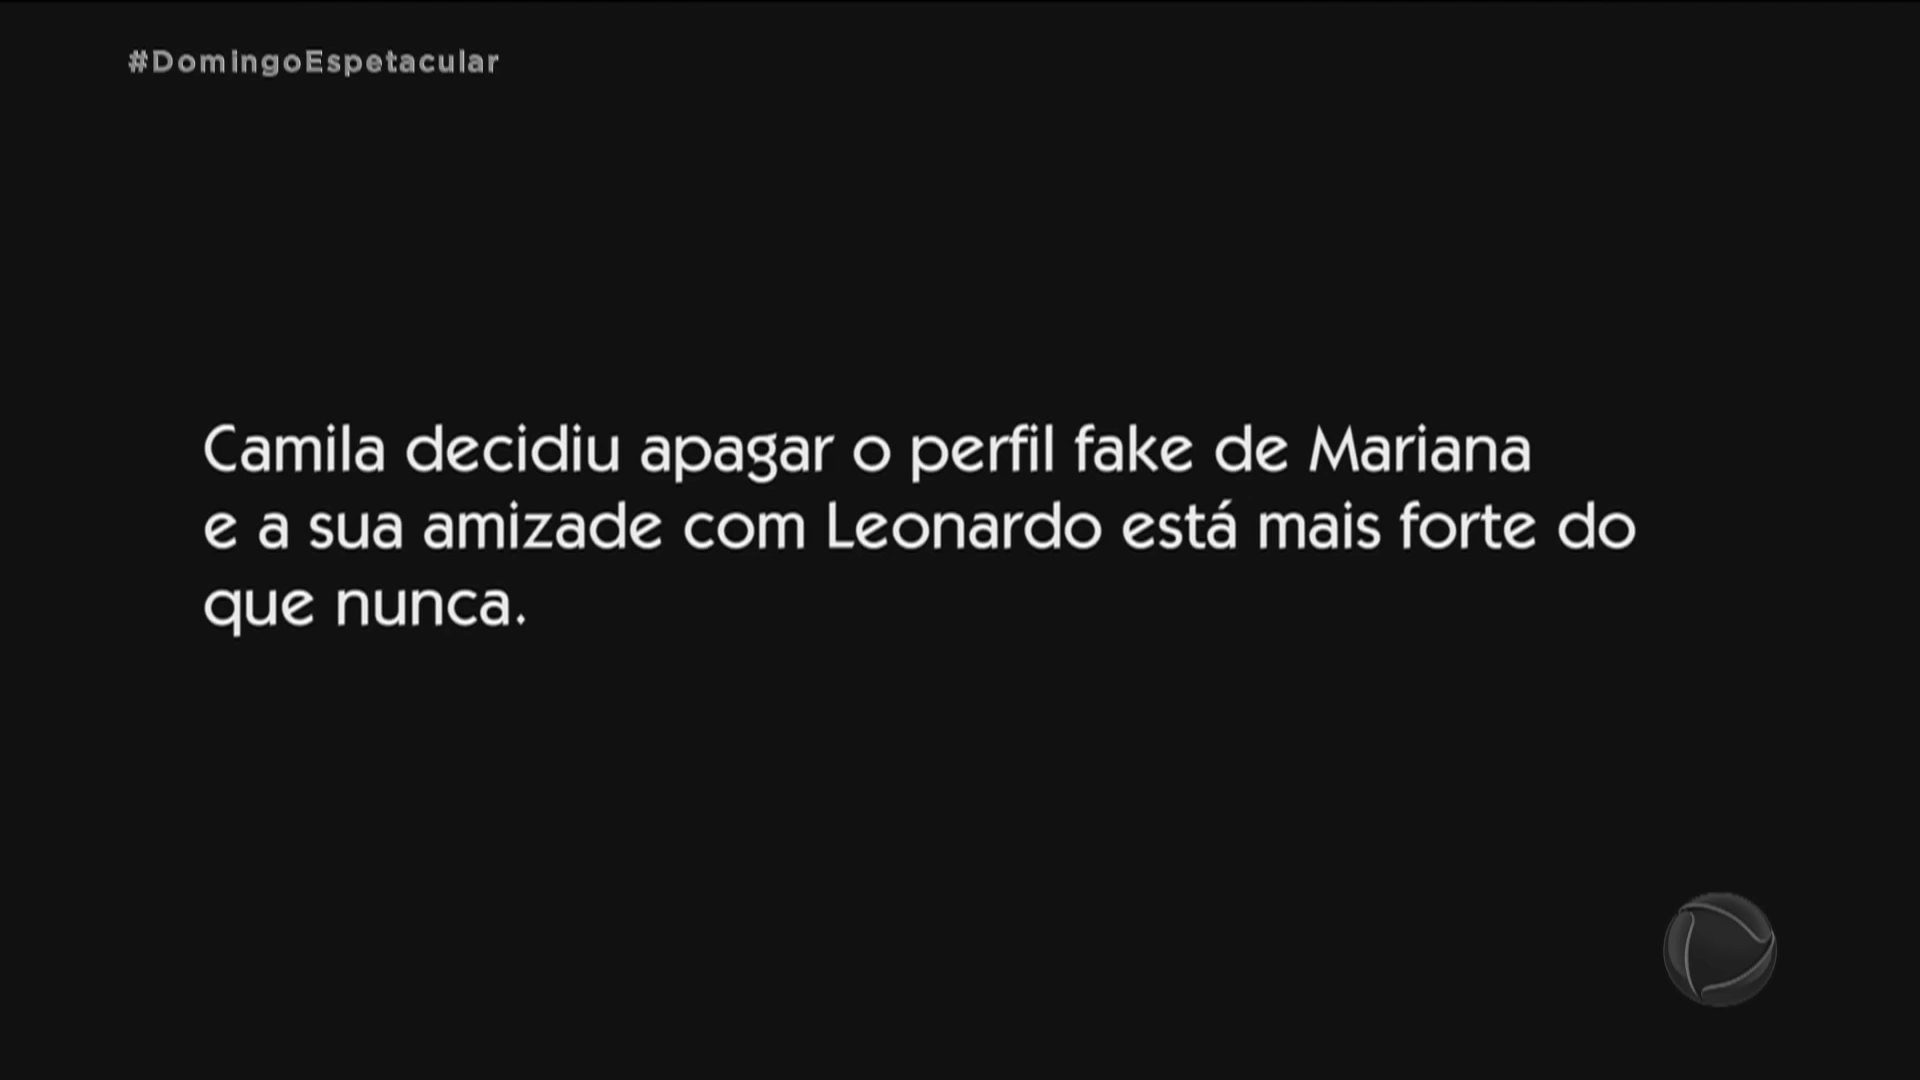 #DomingoEspetacular
Camila decidiu apagar o perfil fake de Mariana
e a sua amizade com Leonardo está mais forte do
que nunca.